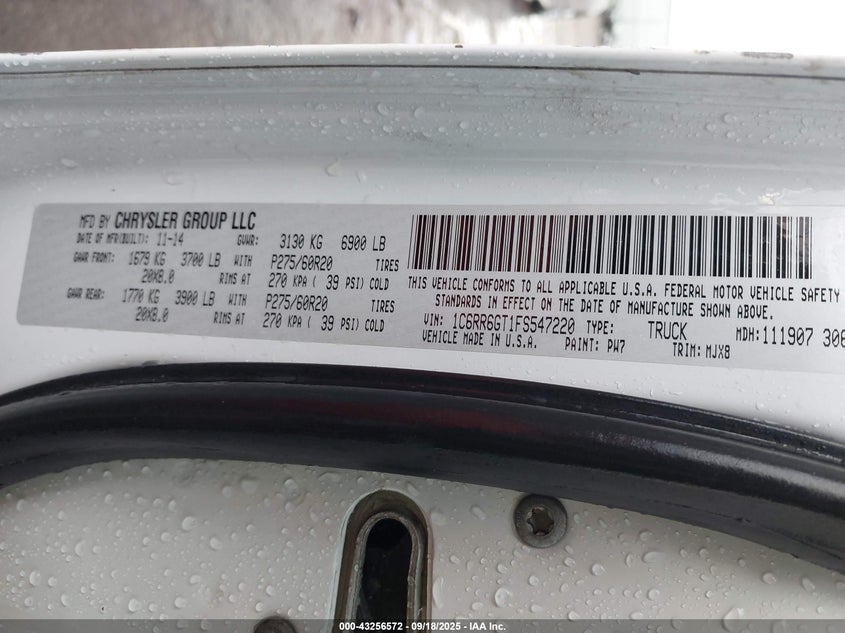 MFD BY CHRYSLER GROUP LLC
DATE OF MFR(BUILT): 11-14 GVWR: 3130 KG 6900 LB
GAWR FRONT: 1679 KG 3700 LB WITH P275/60R20 TIRES
20X8.0 RIMS AT 270 KPA ( 39 PSI) COLD
GAWR REAR: 1770 KG 3900 LB WITH P275/60R20 TIRES
20X8.0 RIMS AT 270 KPA ( 39 PSI) COLD
THIS VEHICLE CONFORMS TO ALL APPLICABLE U.S.A. FEDERAL MOTOR VEHICLE SAFETY
STANDARDS IN EFFECT ON THE DATE OF MANUFACTURE SHOWN ABOVE.
VIN: 1C6RR6GT1FS547220 TYPE: TRUCK MDH: 111907
VEHICLE MADE IN U.S.A. PAINT: PW7 TRIM: MJX8
000-43256572 - 09/18/2025 - IAA Inc.